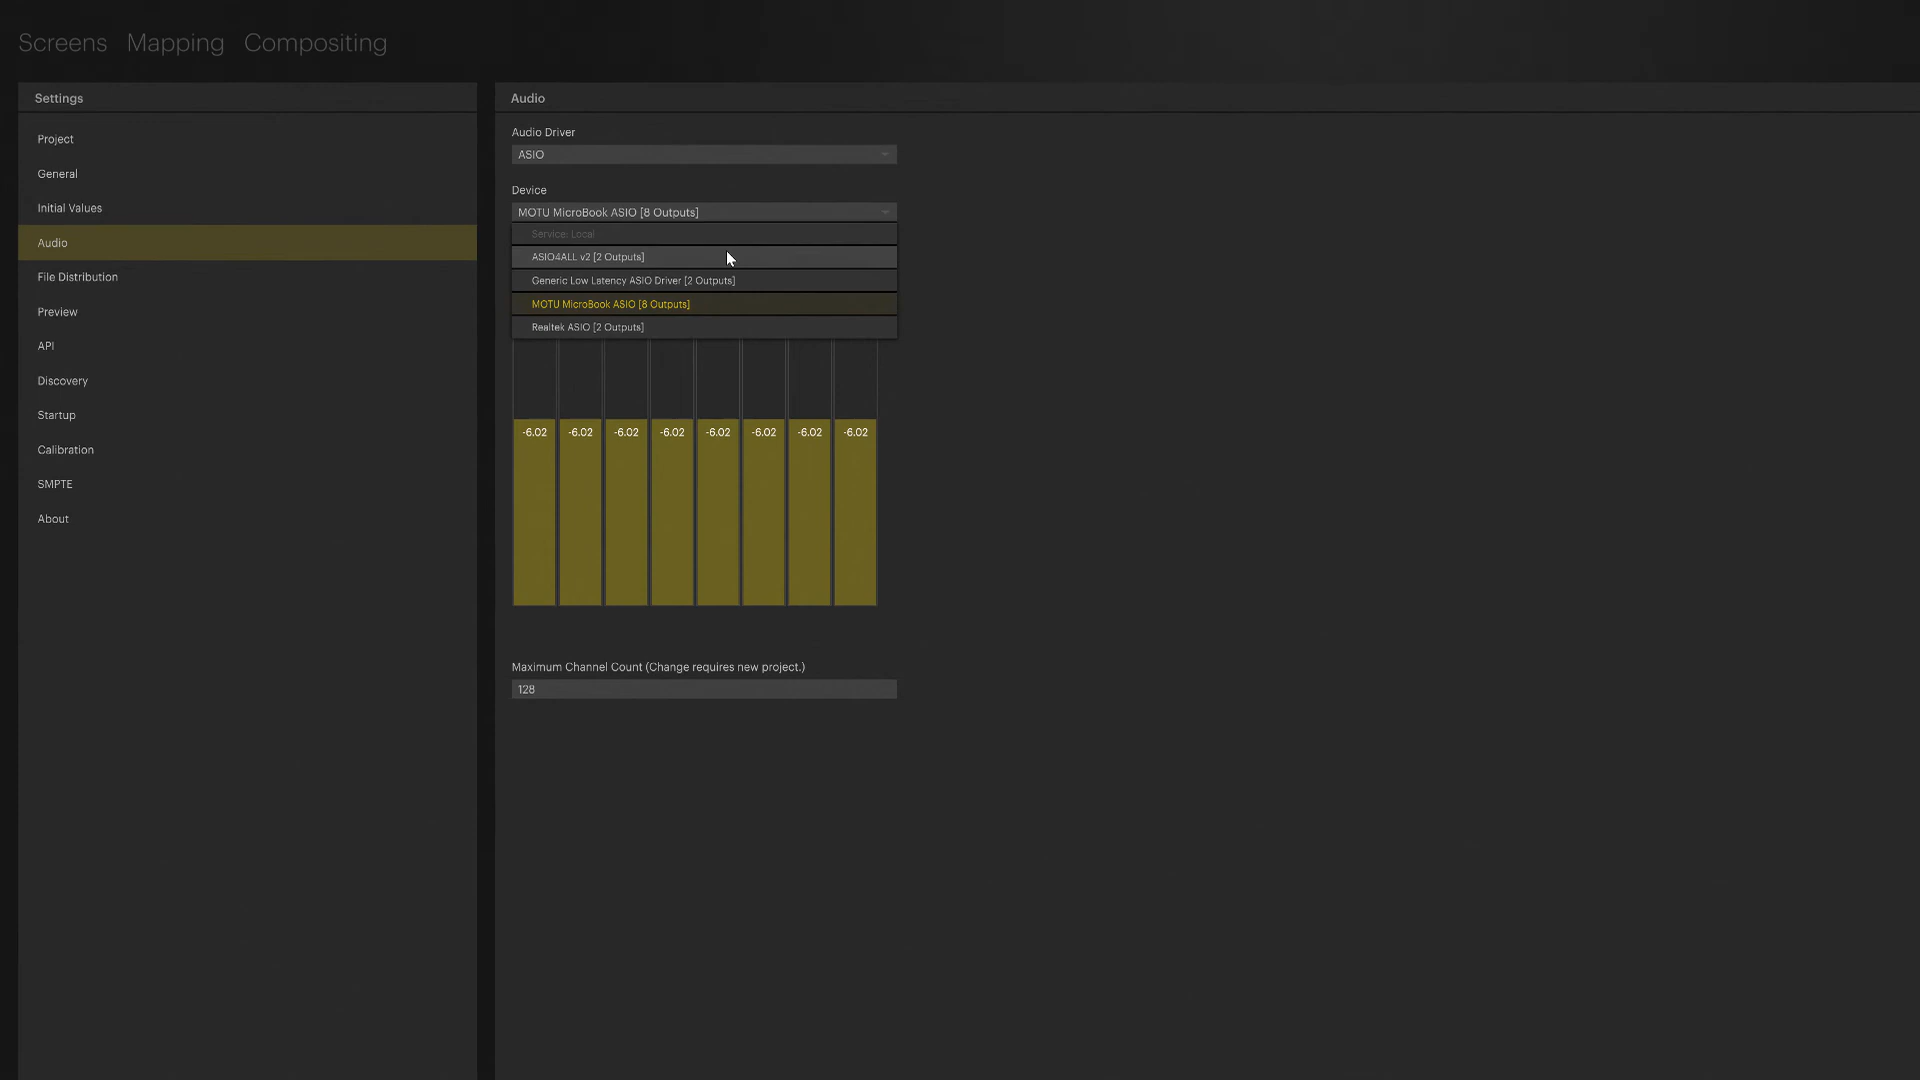 Screens Mapping Compositing
Settings
Project
General
Initial Values
Audio
File Distribution
Preview
API
Discovery
Startup
Calibration
SMPTE
About
Audio
Audio Driver
ASIO
Device
MOTU MicroBook ASIO [8 Outputs]
Service: Local
ASIO4ALL v2 [2 Outputs]
Generic Low Latency ASIO Driver [2 Outputs]
MOTU MicroBook ASIO [8 Outputs]
Realtek ASIO [2 Outputs]
-6.02 -6.02 -6.02 -6.02 -6.02 -6.02 -6.02 -6.02
Maximum Channel Count (Change requires new project.)
128